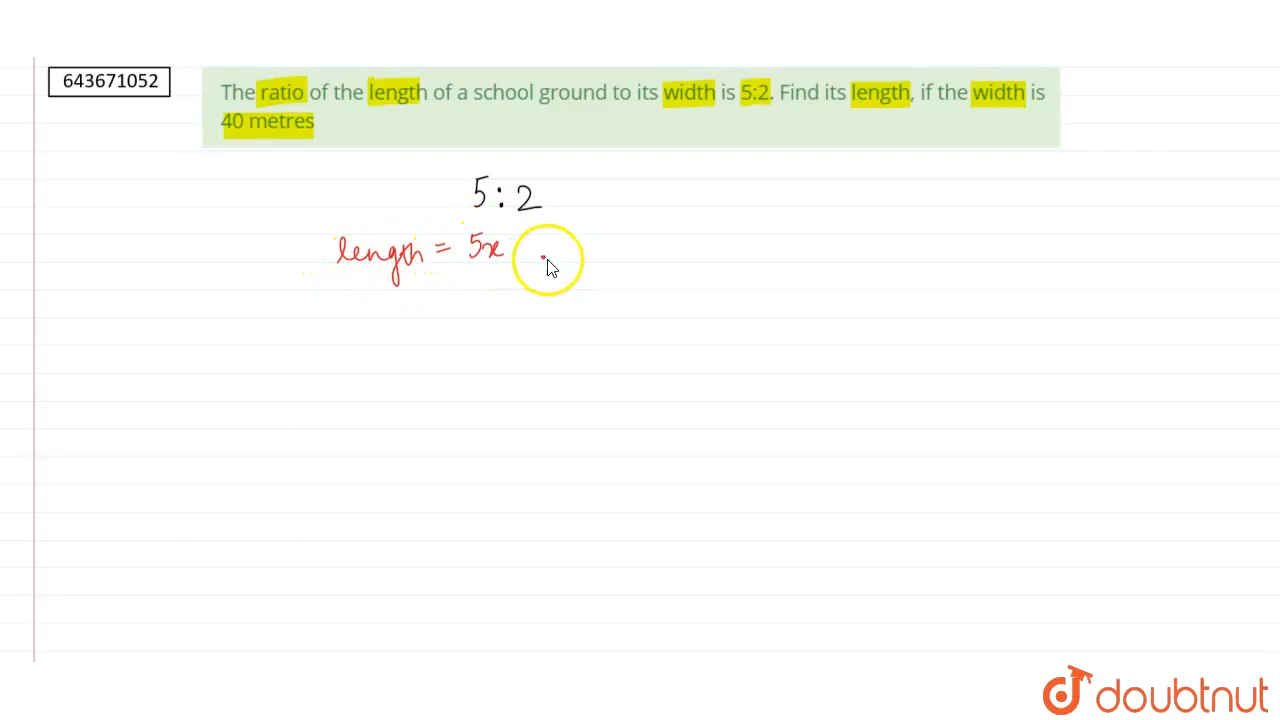 643671052
The ratio of the length of a school ground to its width is 5:2. Find its length, if the width is
40 metres
5:2
length = 5x
doubtnut